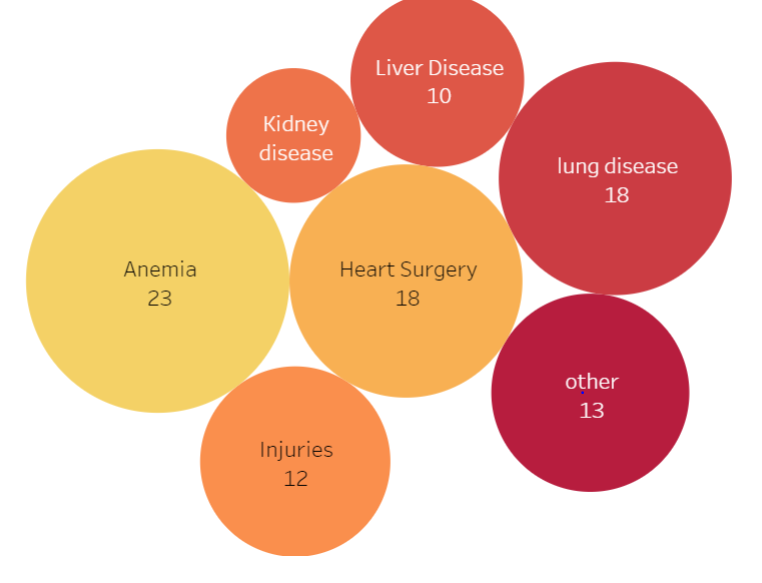 Liver Disease
10
Kidney
disease
lung disease
18
Anemia
23
Heart Surgery
18
other
13
Injuries
12